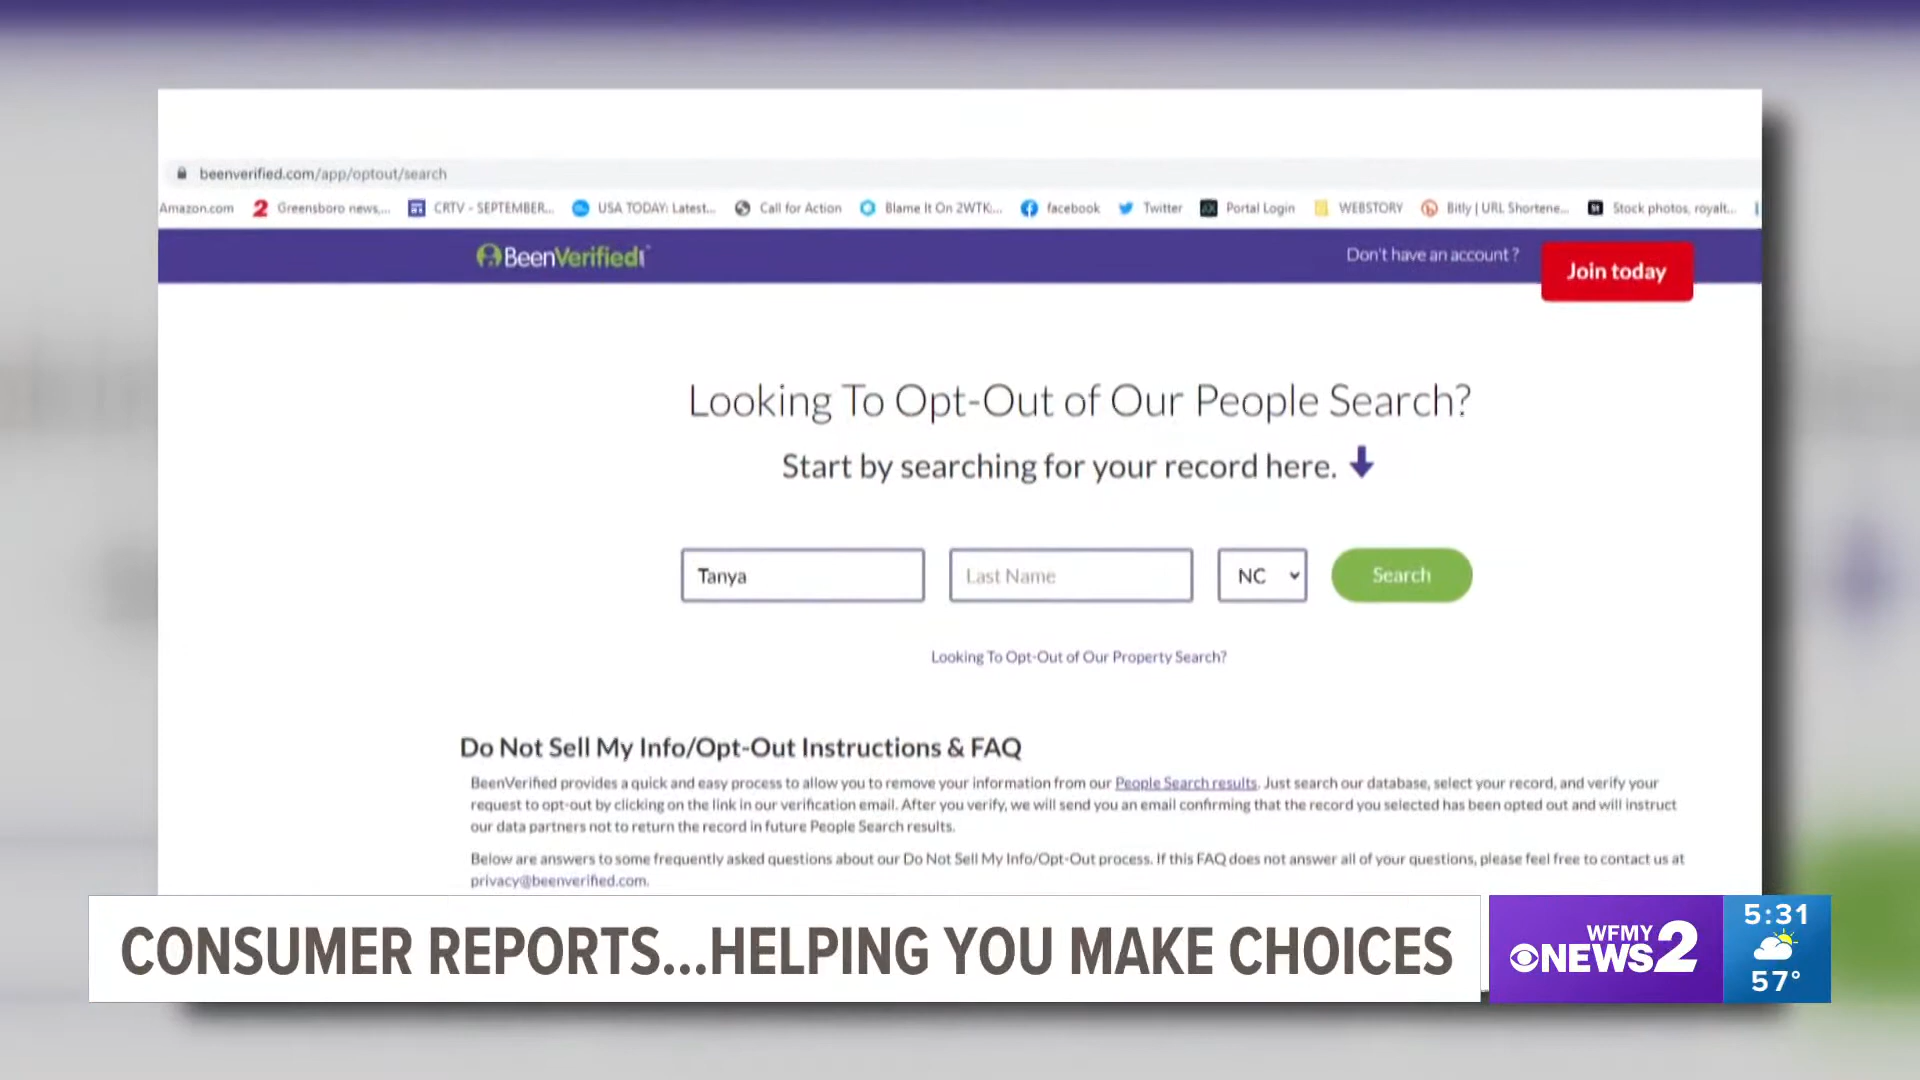 beenverified.com/app/optout/search
Amazon.com Greensboro news,... CRTV - SEPTEMBER... USA TODAY: Latest... Call for Action Blame It On 2WTK:... facebook Twitter Portal Login WEBSTORY Bitly | URL Shortene... Stock photos, royalt...
BeenVerified
Don't have an account?
Join today
Looking To Opt-Out of Our People Search?
Start by searching for your record here.
Tanya Last Name NC Search
Looking To Opt-Out of Our Property Search?
Do Not Sell My Info/Opt-Out Instructions & FAQ
BeenVerified provides a quick and easy process to allow you to remove your information from our People Search results. Just search our database, select your record, and verify your
request to opt-out by clicking on the link in our verification email. After you verify, we will send you an email confirming that the record you selected has been opted out and will instruct
our data partners not to return the record in future People Search results.
Below are answers to some frequently asked questions about our Do Not Sell My Info/Opt-Out process. If this FAQ does not answer all of your questions, please feel free to contact us at
privacy@beenverified.com.
CONSUMER REPORTS...HELPING YOU MAKE CHOICES
WFMY
NEWS 2
5:31
57°